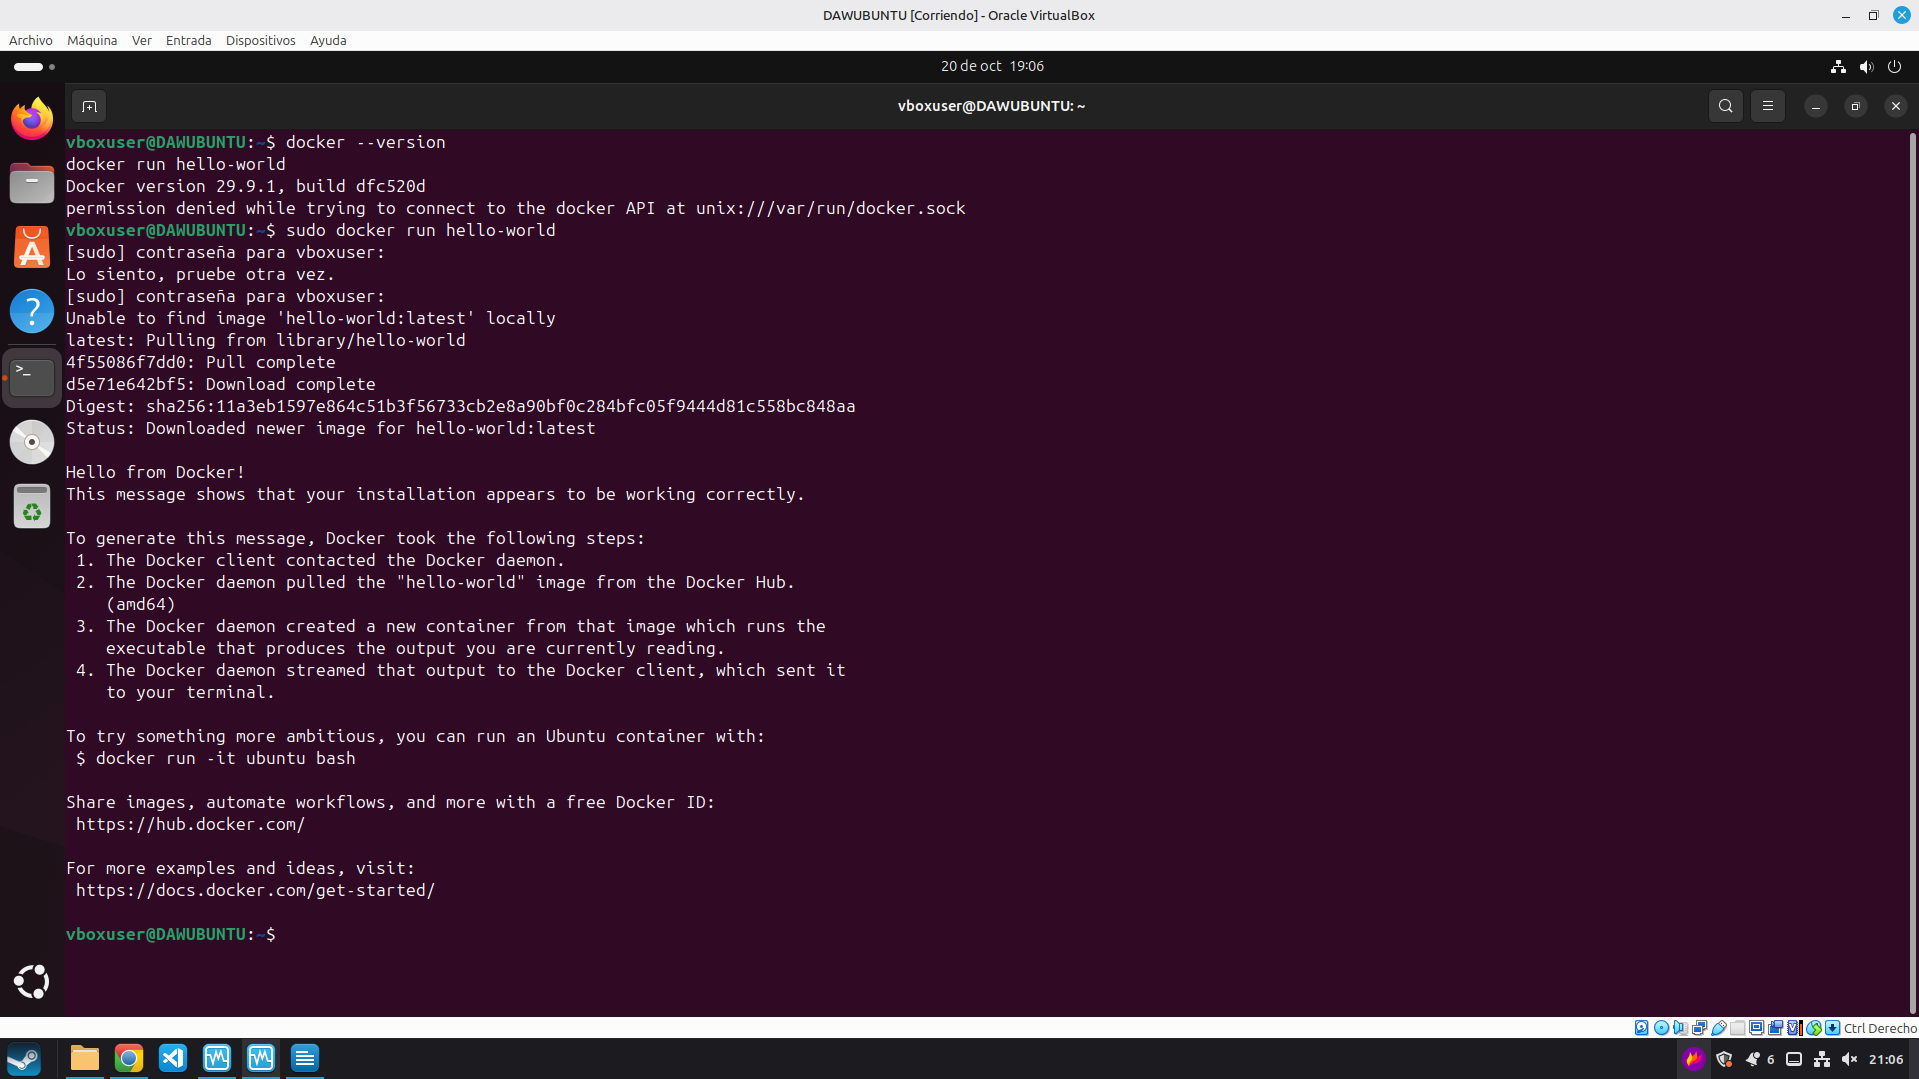 DAWUBUNTU [Corriendo] - Oracle VirtualBox
Archivo Máquina Ver Entrada Dispositivos Ayuda
20 de oct 19:06
vboxuser@DAWUBUNTU: ~
vboxuser@DAWUBUNTU:~$ docker --version
docker run hello-world
Docker version 29.9.1, build dfc520d
permission denied while trying to connect to the docker API at unix:///var/run/docker.sock
vboxuser@DAWUBUNTU:~$ sudo docker run hello-world
[sudo] contraseña para vboxuser:
Lo siento, pruebe otra vez.
[sudo] contraseña para vboxuser:
Unable to find image 'hello-world:latest' locally
latest: Pulling from library/hello-world
4f55086f7dd0: Pull complete
d5e71e642bf5: Download complete
Digest: sha256:11a3eb1597e864c51b3f56733cb2e8a90bf0c284bfc05f9444d81c558bc848aa
Status: Downloaded newer image for hello-world:latest
Hello from Docker!
This message shows that your installation appears to be working correctly.
To generate this message, Docker took the following steps:
1. The Docker client contacted the Docker daemon.
2. The Docker daemon pulled the "hello-world" image from the Docker Hub.
(amd64)
3. The Docker daemon created a new container from that image which runs the
executable that produces the output you are currently reading.
4. The Docker daemon streamed that output to the Docker client, which sent it
to your terminal.
To try something more ambitious, you can run an Ubuntu container with:
$ docker run -it ubuntu bash
Share images, automate workflows, and more with a free Docker ID:
https://hub.docker.com/
For more examples and ideas, visit:
https://docs.docker.com/get-started/
vboxuser@DAWUBUNTU:~$
Ctrl Derecho
6 21:06